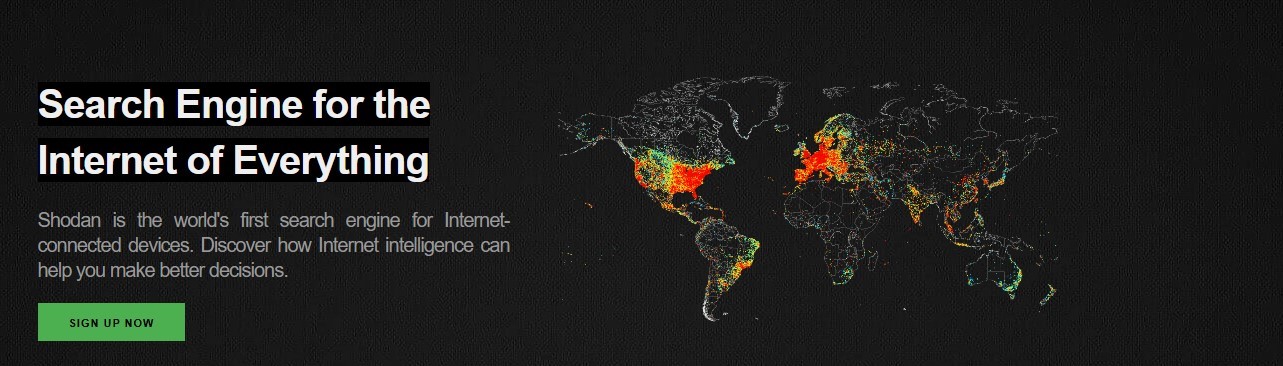 Search Engine for the
Internet of Everything
Shodan is the world's first search engine for Internet-
connected devices. Discover how Internet intelligence can
help you make better decisions.
SIGN UP NOW